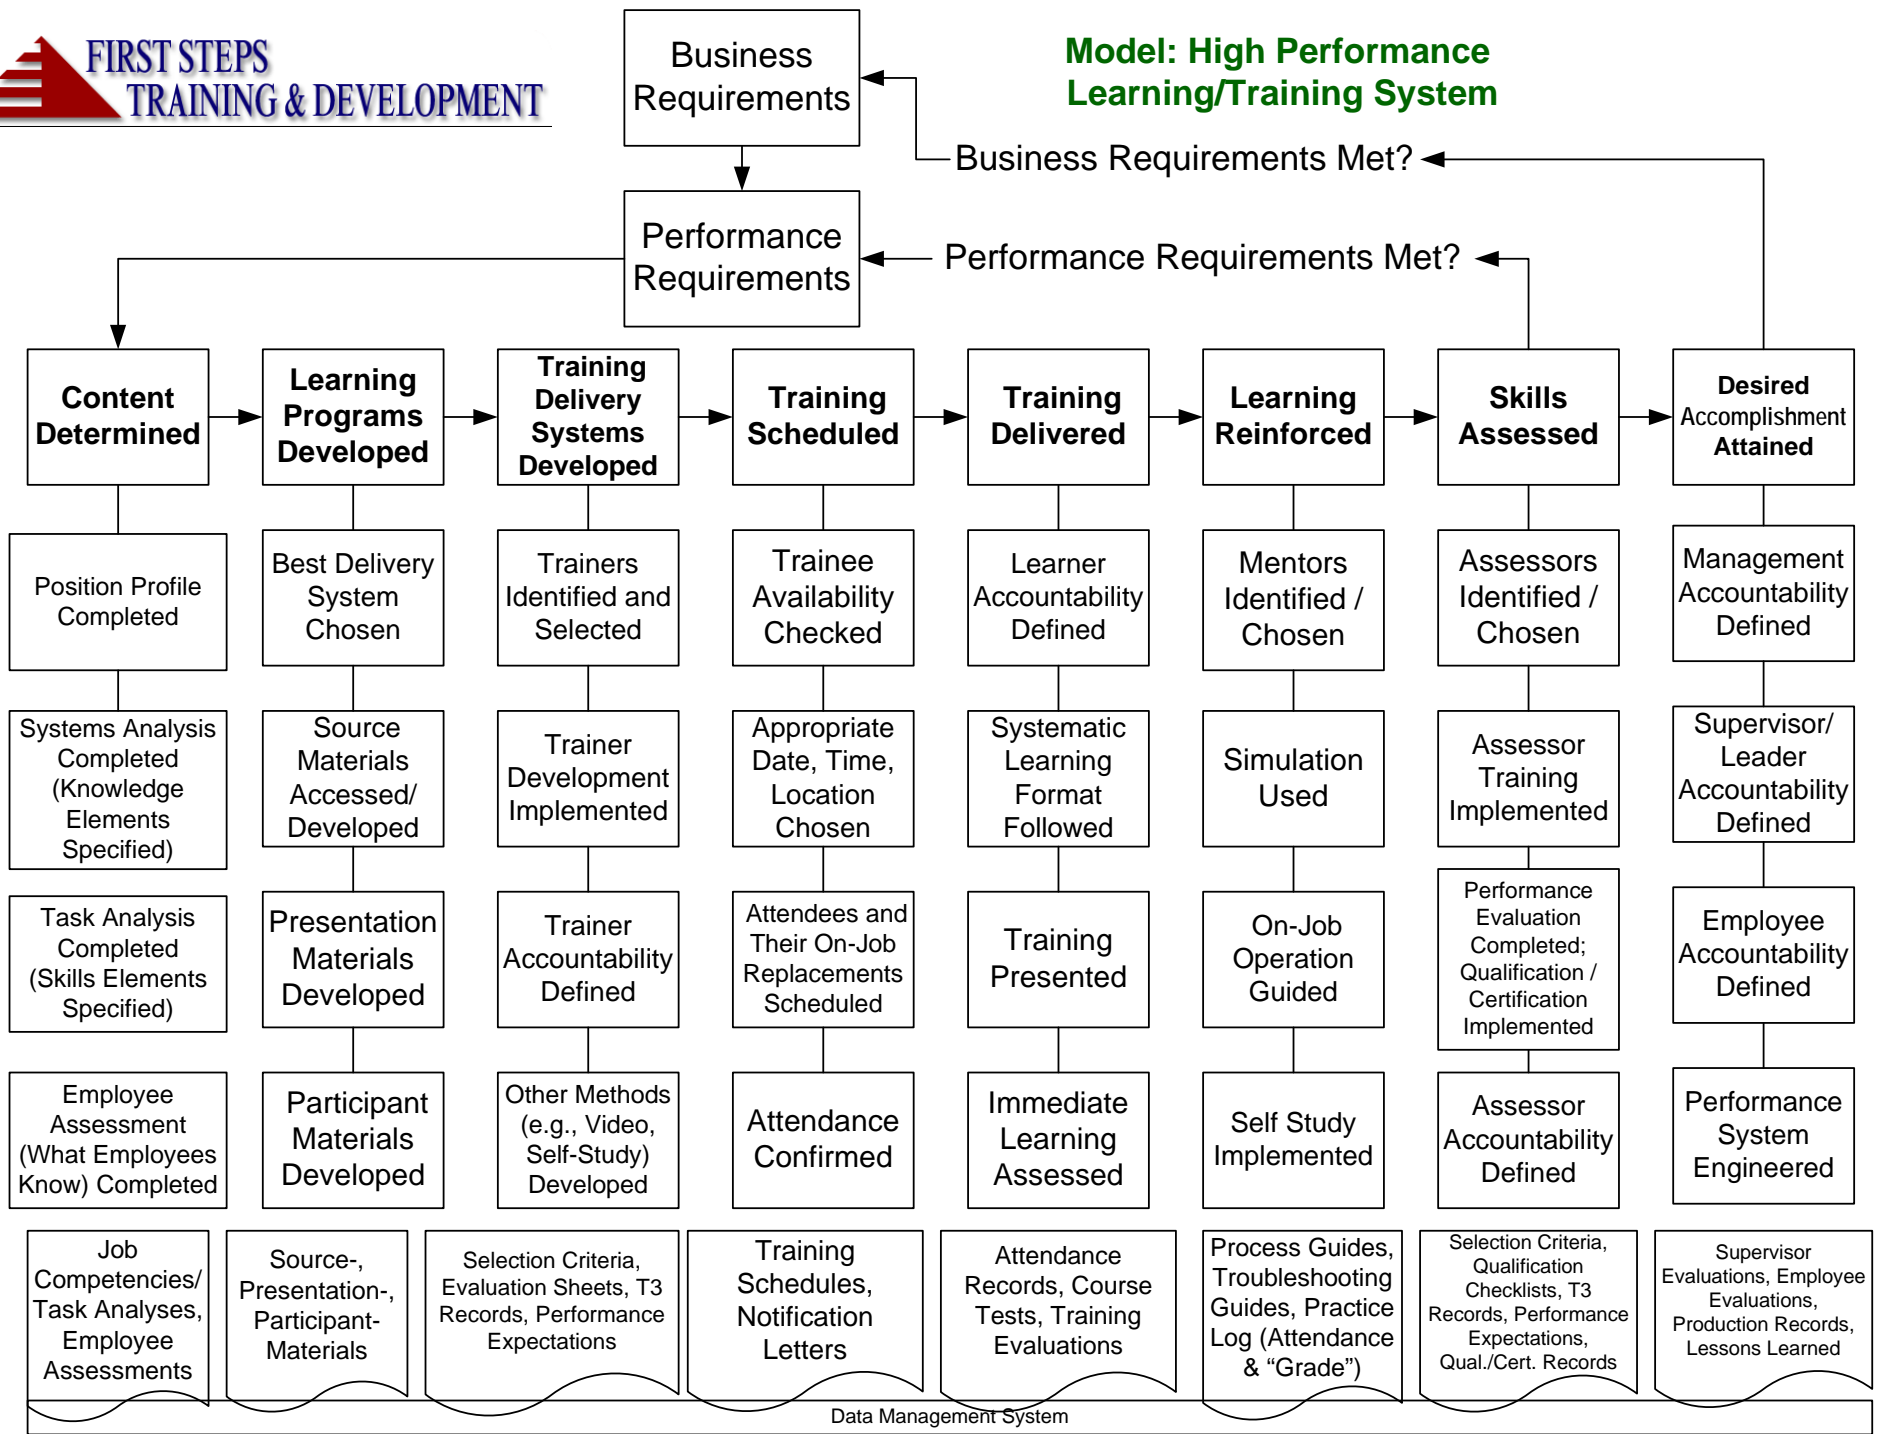 FIRST STEPS
TRAINING & DEVELOPMENT
Model: High Performance
Learning/Training System
Business
Requirements
Business Requirements Met?
Performance
Requirements
Performance Requirements Met?
Content
Determined
Learning
Programs
Developed
Training
Delivery
Systems
Developed
Training
Scheduled
Training
Delivered
Learning
Reinforced
Skills
Assessed
Desired
Accomplishment
Attained
Position Profile
Completed
Best Delivery
System
Chosen
Trainers
Identified and
Selected
Trainee
Availability
Checked
Learner
Accountability
Defined
Mentors
Identified /
Chosen
Assessors
Identified /
Chosen
Management
Accountability
Defined
Systems Analysis
Completed
(Knowledge
Elements
Specified)
Source
Materials
Accessed/
Developed
Trainer
Development
Implemented
Appropriate
Date, Time,
Location
Chosen
Systematic
Learning
Format
Followed
Simulation
Used
Assessor
Training
Implemented
Supervisor/
Leader
Accountability
Defined
Task Analysis
Completed
(Skills Elements
Specified)
Presentation
Materials
Developed
Trainer
Accountability
Defined
Attendees and
Their On-Job
Replacements
Scheduled
Training
Presented
On-Job
Operation
Guided
Performance
Evaluation
Completed;
Qualification /
Certification
Implemented
Employee
Accountability
Defined
Employee
Assessment
(What Employees
Know) Completed
Participant
Materials
Developed
Other Methods
(e.g., Video,
Self-Study)
Developed
Attendance
Confirmed
Immediate
Learning
Assessed
Self Study
Implemented
Assessor
Accountability
Defined
Performance
System
Engineered
Job
Competencies/
Task Analyses,
Employee
Assessments
Source-,
Presentation-,
Participant-
Materials
Selection Criteria,
Evaluation Sheets, T3
Records, Performance
Expectations
Training
Schedules,
Notification
Letters
Attendance
Records, Course
Tests, Training
Evaluations
Process Guides,
Troubleshooting
Guides, Practice
Log (Attendance
& “Grade”)
Selection Criteria,
Qualification
Checklists, T3
Records, Performance
Expectations,
Qual./Cert. Records
Supervisor
Evaluations, Employee
Evaluations,
Production Records,
Lessons Learned
Data Management System